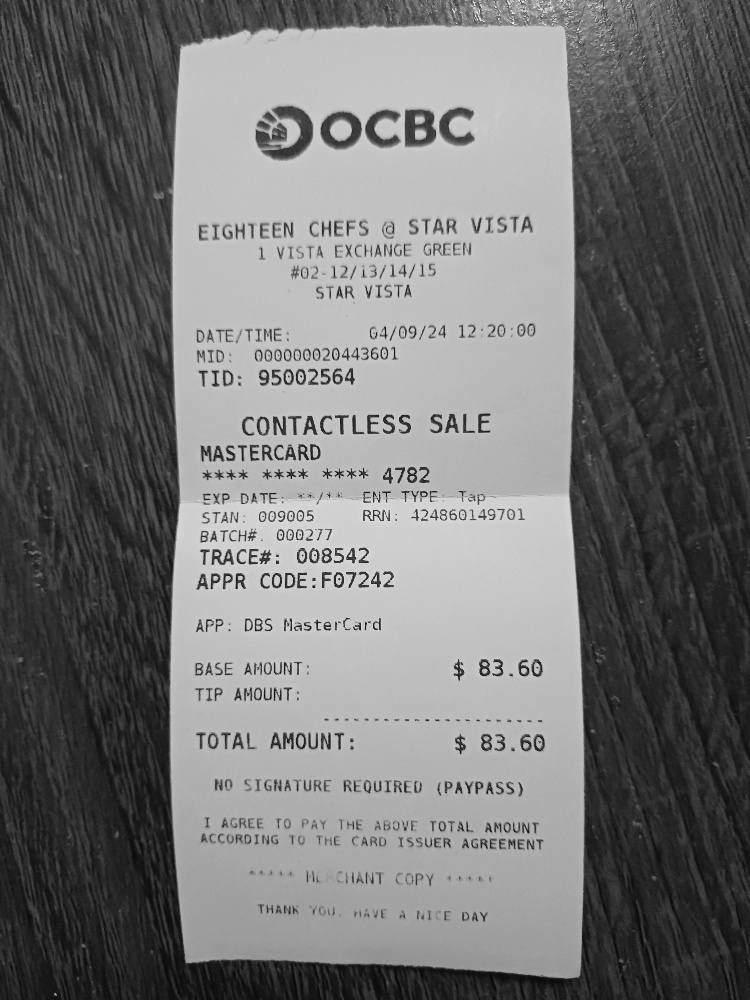 OCBC
EIGHTEEN CHEFS @ STAR VISTA
1 VISTA EXCHANGE GREEN
#02-12/13/14/15
STAR VISTA
DATE/TIME: 04/09/24 12:20:00
MID: 000000020443601
TID: 95002564
CONTACTLESS SALE
MASTERCARD
**** **** **** 4782
EXP DATE: **/** ENT TYPE: Tap
STAN: 009005 RRN: 424860149701
BATCH#. 000277
TRACE#: 008542
APPR CODE:F07242
APP: DBS MasterCard
BASE AMOUNT: $ 83.60
TIP AMOUNT:
----------------------
TOTAL AMOUNT: $ 83.60
NO SIGNATURE REQUIRED (PAYPASS)
I AGREE TO PAY THE ABOVE TOTAL AMOUNT
ACCORDING TO THE CARD ISSUER AGREEMENT
***** MERCHANT COPY *****
THANK YOU. HAVE A NICE DAY